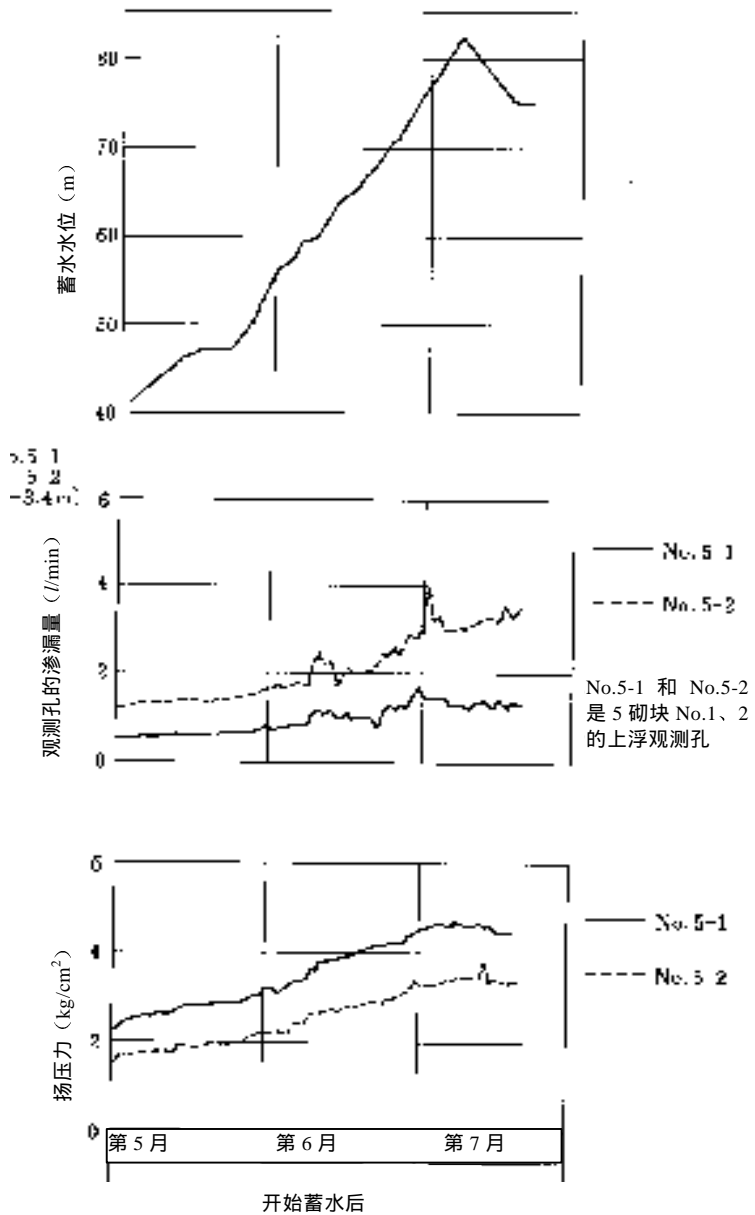 80
70
60
50
40
蓄水水位（m）
5 2
6
4
2
0
观测孔的渗漏量（l/min）
No.5-1
No.5-2
No.5-1 和 No.5-2
是 5 砌块 No.1、2
的上浮观测孔
6
4
2
0
扬压力（kg/cm²）
No.5-1
No.5-2
第 5 月 第 6 月 第 7 月
开始蓄水后